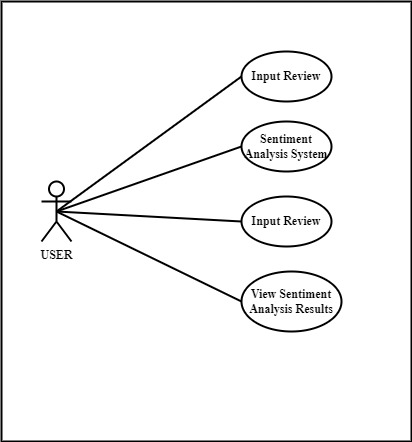 Input Review
Sentiment
Analysis System
Input Review
USER
View Sentiment
Analysis Results